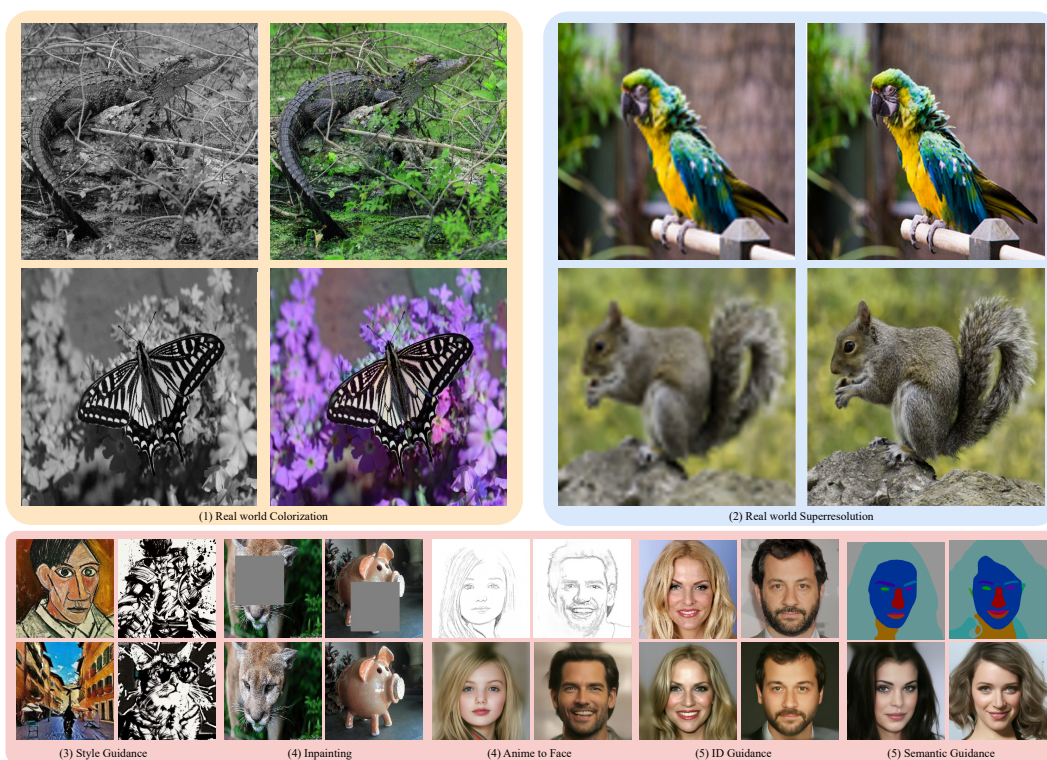 (1) Real world Colorization
(2) Real world Superresolution
(3) Style Guidance
(4) Inpainting
(4) Anime to Face
(5) ID Guidance
(5) Semantic Guidance